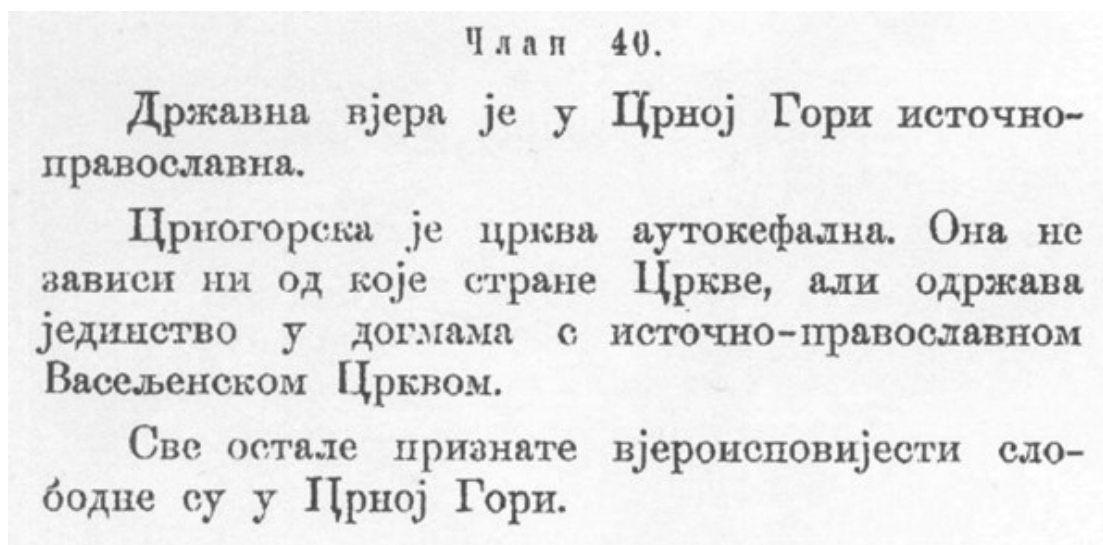 Члан 40.
Државна вјера је у Црној Гори источно-
православна.
Црногорска је црква аутокефална. Она не
зависи ни од које стране Цркве, али одржава
јединство у догмама с источно-православном
Васељенском Црквом.
Све остале признате вјероисповијести сло-
бодне су у Црној Гори.